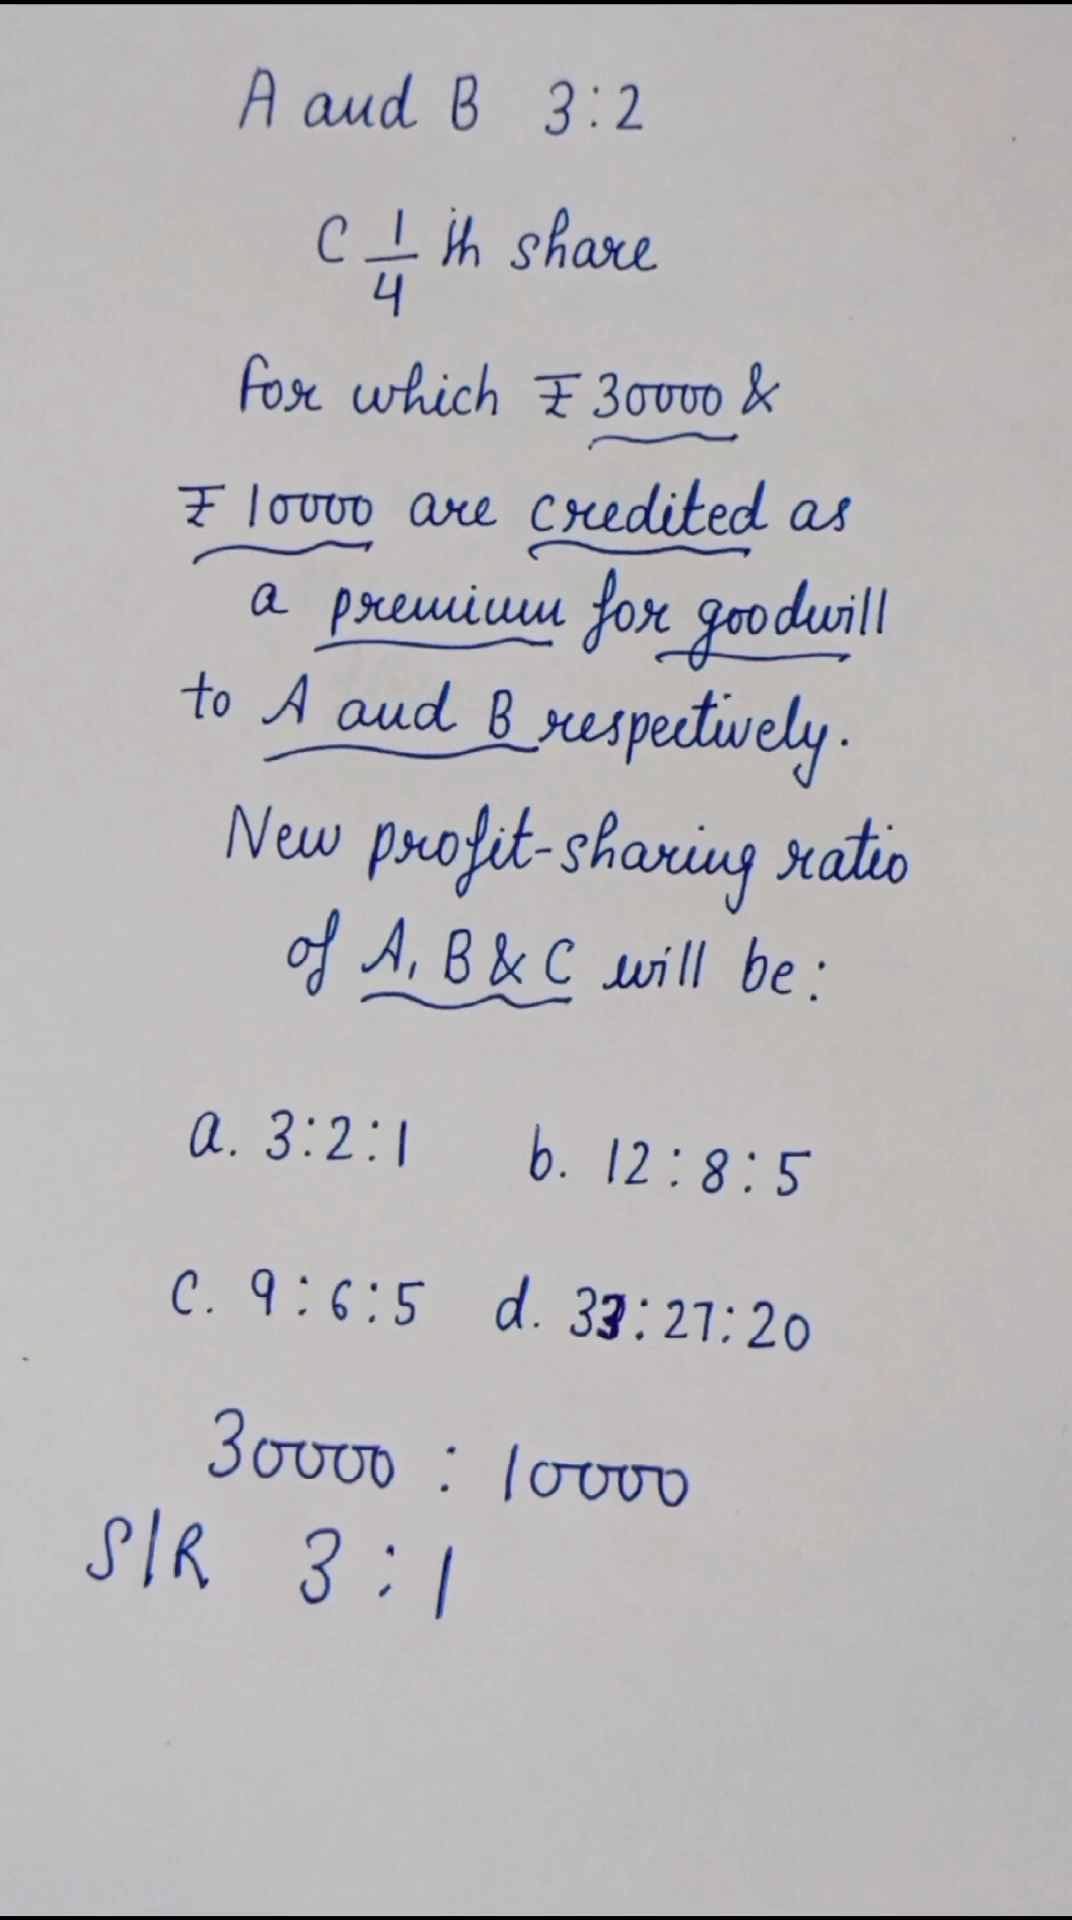 A and B 3:2
C 1/4 th share
for which ₹30000 &
₹10000 are credited as
a premium for goodwill
to A and B respectively.
New profit-sharing ratio
of A, B & C will be:
a. 3:2:1 b. 12:8:5
c. 9:6:5 d. 33:27:20
30000 : 10000
S/R 3:1